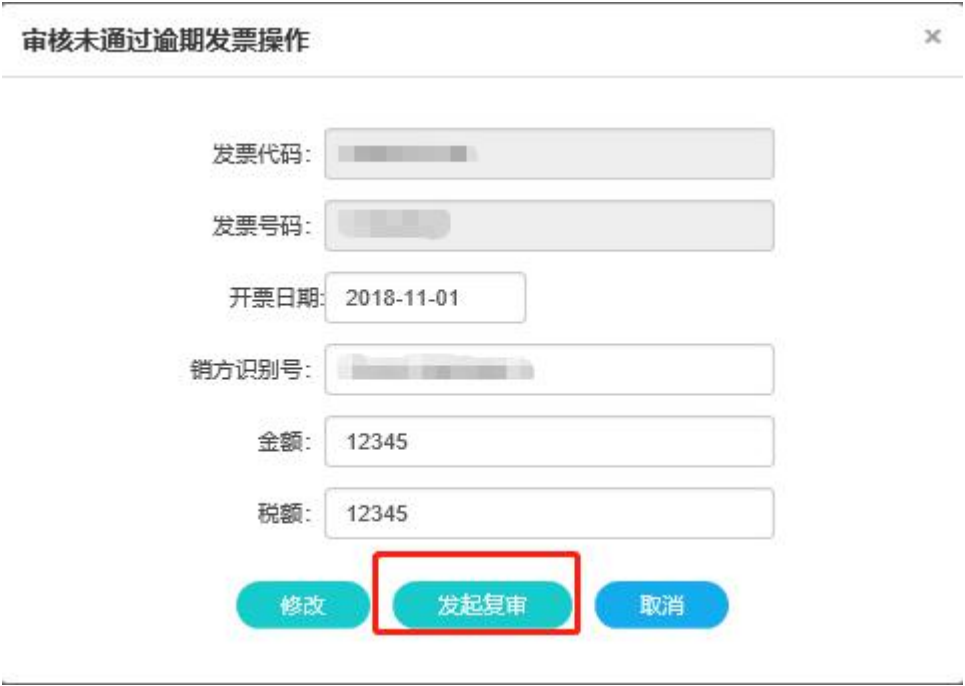 审核未通过逾期发票操作 ×
发票代码:
发票号码:
开票日期: 2018-11-01
销方识别号:
金额: 12345
税额: 12345
修改 发起复审 取消